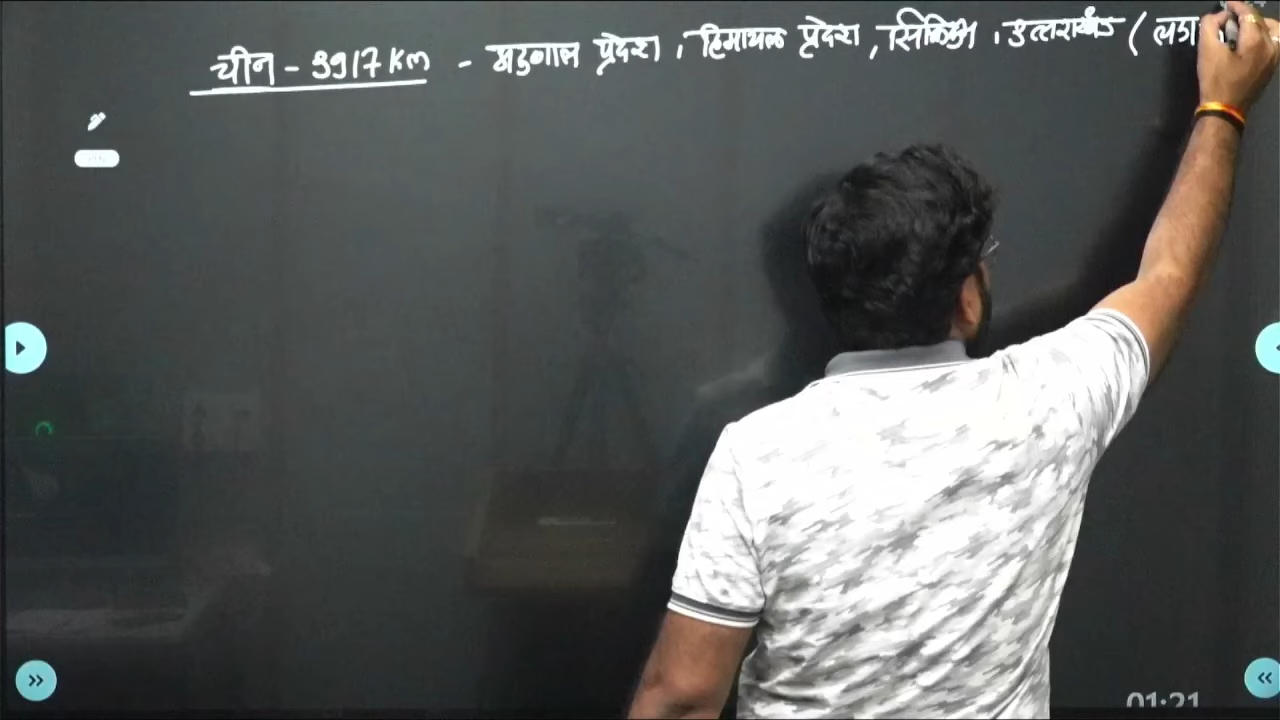 चीन - 3917 Km - अरुणाचल प्रदेश, हिमाचल प्रदेश, सिक्किम, उत्तराखंड (लद्दा
01:21